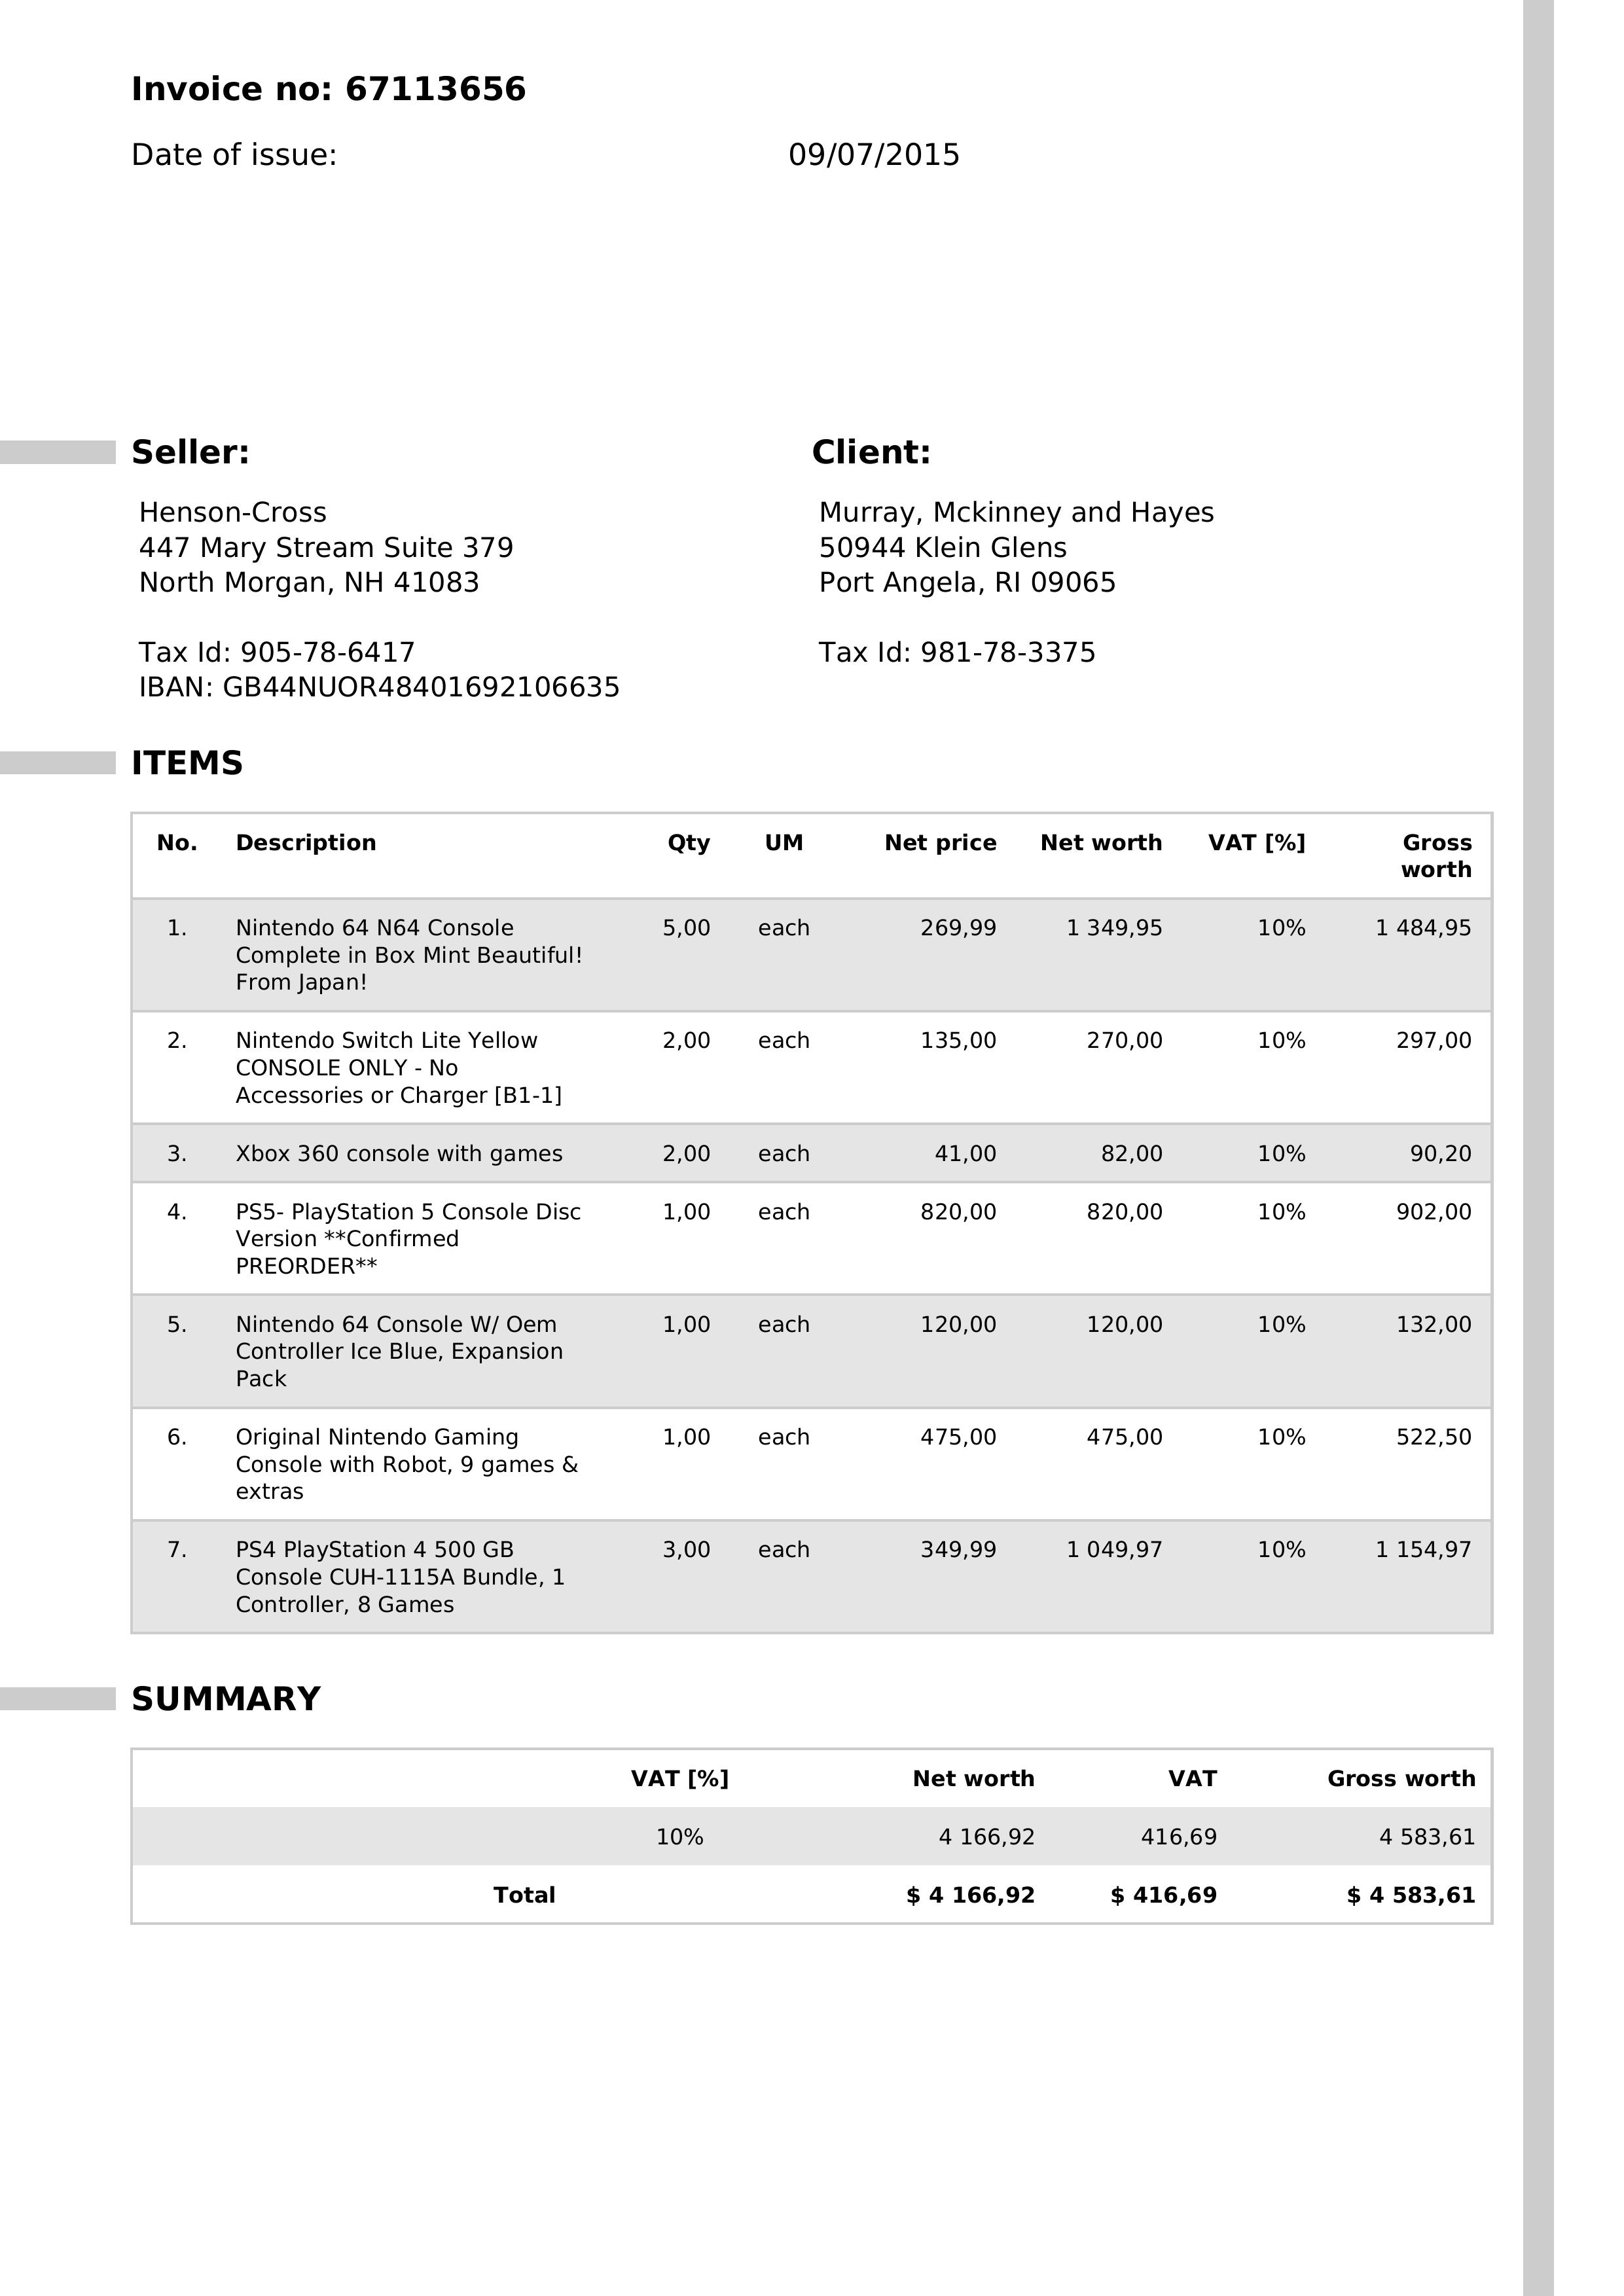 Invoice no: 67113656
Date of issue: 09/07/2015
Seller:
Henson-Cross
447 Mary Stream Suite 379
North Morgan, NH 41083
Tax Id: 905-78-6417
IBAN: GB44NUOR48401692106635
Client:
Murray, Mckinney and Hayes
50944 Klein Glens
Port Angela, RI 09065
Tax Id: 981-78-3375
ITEMS
No. Description Qty UM Net price Net worth VAT [%] Gross
worth
1. Nintendo 64 N64 Console 5,00 each 269,99 1 349,95 10% 1 484,95
Complete in Box Mint Beautiful!
From Japan!
2. Nintendo Switch Lite Yellow 2,00 each 135,00 270,00 10% 297,00
CONSOLE ONLY - No
Accessories or Charger [B1-1]
3. Xbox 360 console with games 2,00 each 41,00 82,00 10% 90,20
4. PS5- PlayStation 5 Console Disc 1,00 each 820,00 820,00 10% 902,00
Version **Confirmed
PREORDER**
5. Nintendo 64 Console W/ Oem 1,00 each 120,00 120,00 10% 132,00
Controller Ice Blue, Expansion
Pack
6. Original Nintendo Gaming 1,00 each 475,00 475,00 10% 522,50
Console with Robot, 9 games &
extras
7. PS4 PlayStation 4 500 GB 3,00 each 349,99 1 049,97 10% 1 154,97
Console CUH-1115A Bundle, 1
Controller, 8 Games
SUMMARY
VAT [%] Net worth VAT Gross worth
10% 4 166,92 416,69 4 583,61
Total $ 4 166,92 $ 416,69 $ 4 583,61